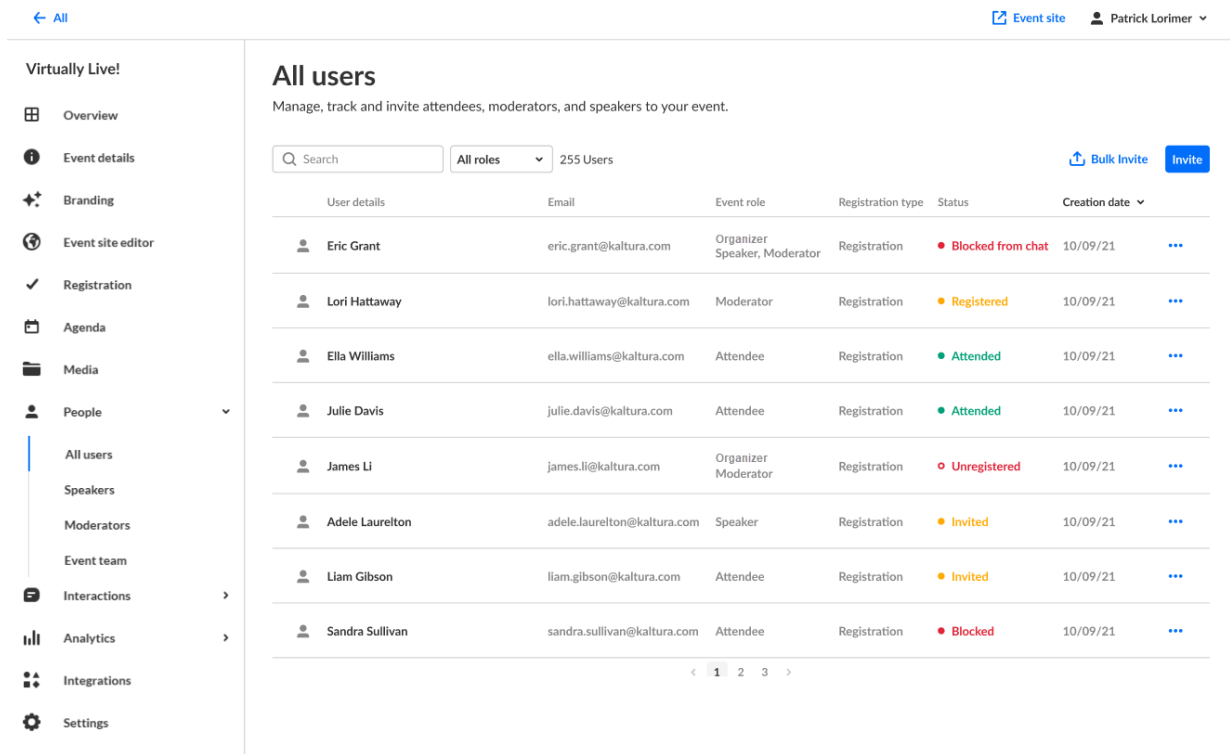 All
Event site
Patrick Lorimer
Virtually Live!
Overview
Event details
Branding
Event site editor
Registration
Agenda
Media
People
All users
Speakers
Moderators
Event team
Interactions
Analytics
Integrations
Settings
All users
Manage, track and invite attendees, moderators, and speakers to your event.
Search
All roles
255 Users
Bulk Invite
Invite
User details Email Event role Registration type Status Creation date
Eric Grant eric.grant@kaltura.com Organizer
Speaker, Moderator Registration Blocked from chat 10/09/21
Lori Hattaway lori.hattaway@kaltura.com Moderator Registration Registered 10/09/21
Ella Williams ella.williams@kaltura.com Attendee Registration Attended 10/09/21
Julie Davis julie.davis@kaltura.com Attendee Registration Attended 10/09/21
James Li james.li@kaltura.com Organizer
Moderator Registration Unregistered 10/09/21
Adele Laurelton adele.laurelton@kaltura.com Speaker Registration Invited 10/09/21
Liam Gibson liam.gibson@kaltura.com Attendee Registration Invited 10/09/21
Sandra Sullivan sandra.sullivan@kaltura.com Attendee Registration Blocked 10/09/21
1 2 3